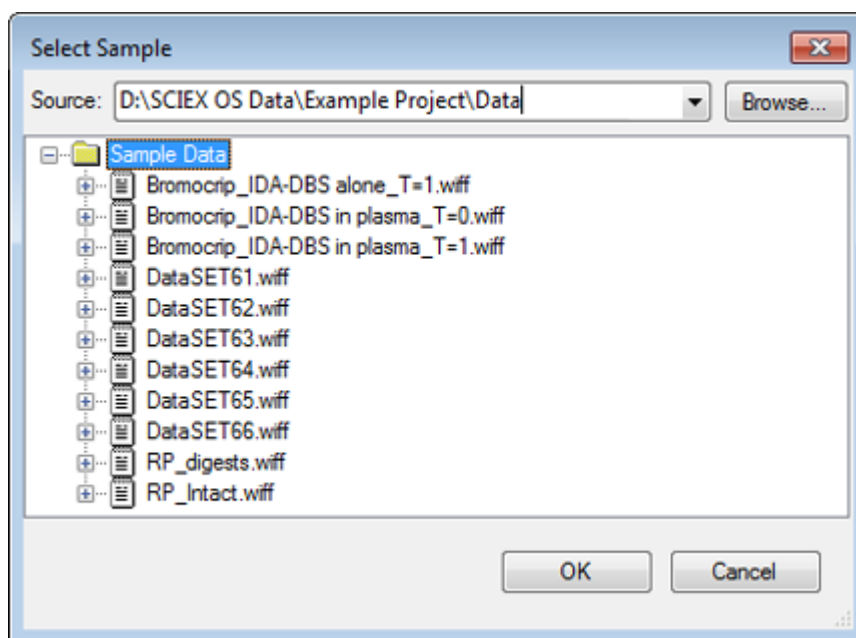 Select Sample
Source: D:\SCIEX OS Data\Example Project\Data Browse...
Sample Data
Bromocrip_IDA-DBS alone_T=1.wiff
Bromocrip_IDA-DBS in plasma_T=0.wiff
Bromocrip_IDA-DBS in plasma_T=1.wiff
DataSET61.wiff
DataSET62.wiff
DataSET63.wiff
DataSET64.wiff
DataSET65.wiff
DataSET66.wiff
RP_digests.wiff
RP_Intact.wiff
OK Cancel